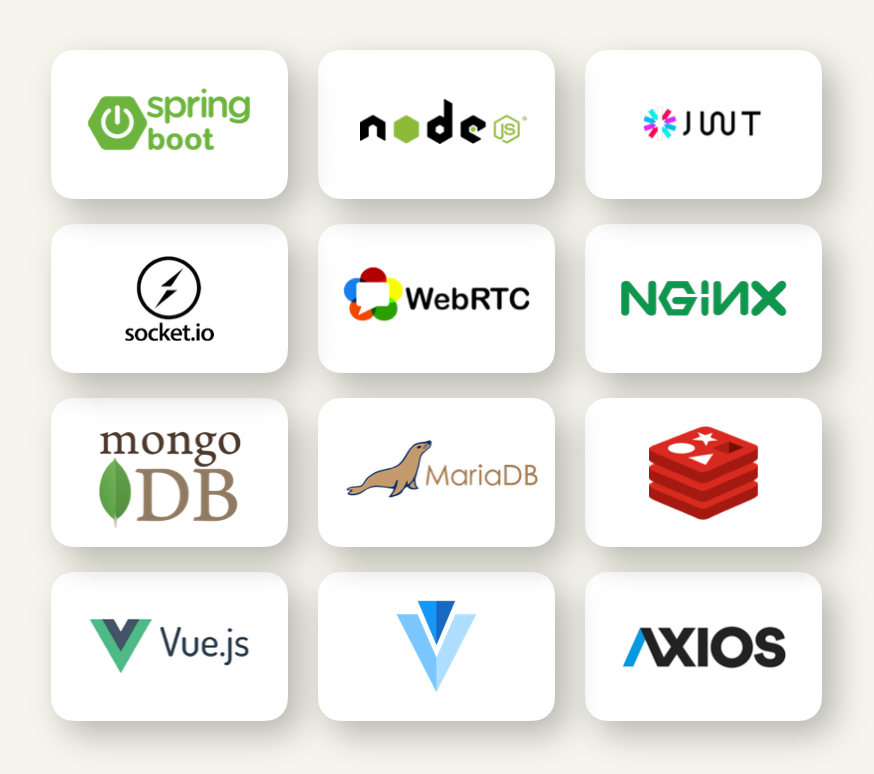 spring
boot
node
JS
®
JWT
socket.io
WebRTC
NGINX
mongo
DB
MariaDB
Vue.js
AXIOS